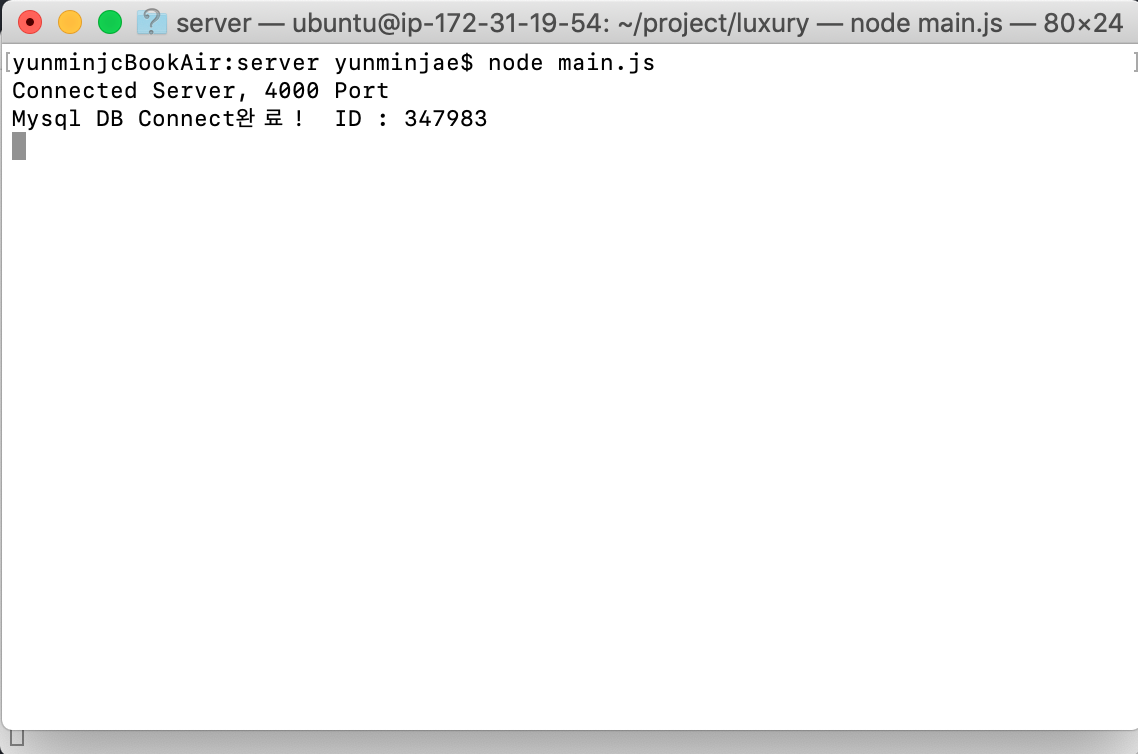 server — ubuntu@ip-172-31-19-54: ~/project/luxury — node main.js — 80×24
[yunminjcBookAir:server yunminjae$ node main.js ]
Connected Server, 4000 Port
Mysql DB Connect완료! ID : 347983